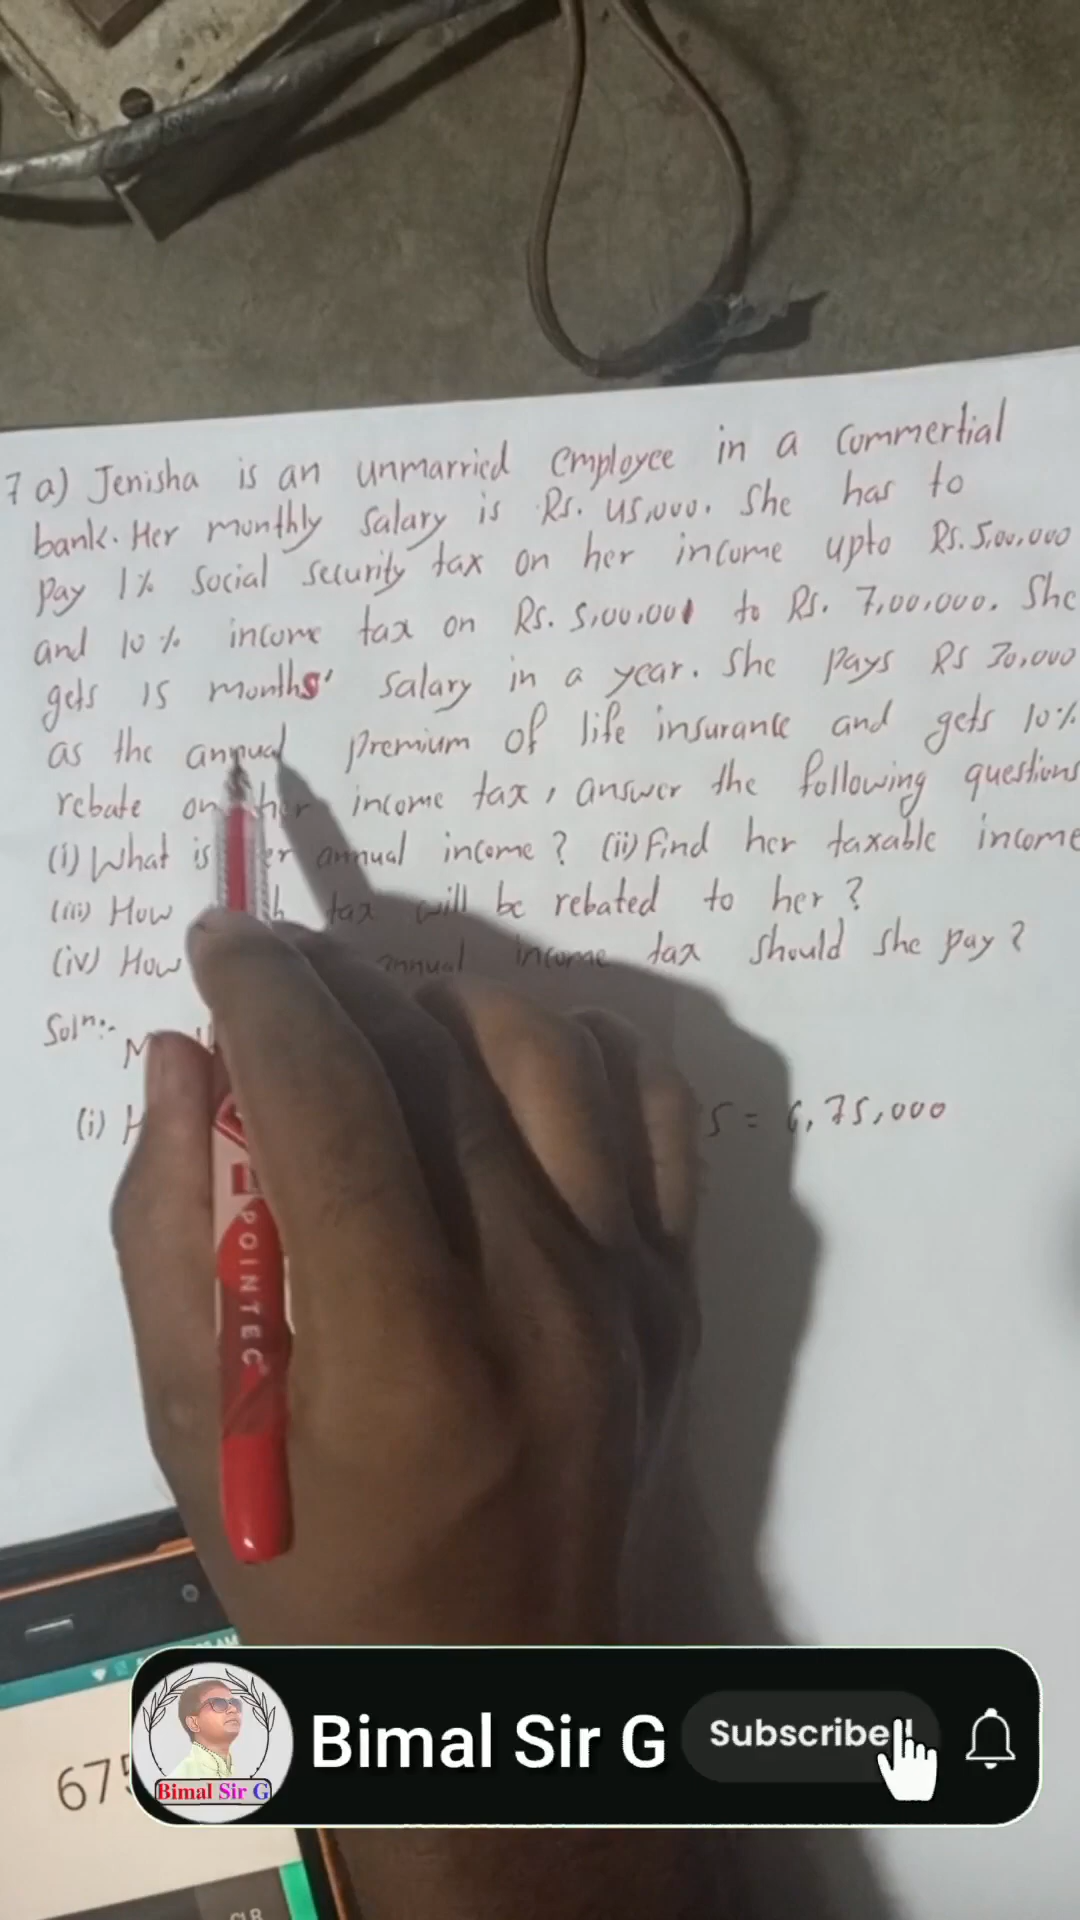 7 a) Jenisha is an unmarried employee in a commertial
bank. Her monthly salary is Rs. 45,000. She has to
Pay 1% social security tax on her income upto Rs. 5,00,000
and 10% income tax on Rs. 5,00,001 to Rs. 7,00,000. She
gets 15 months' salary in a year. She pays Rs 30,000
as the annual premium of life insurance and gets 10%
rebate on her income tax, answer the following questions
(i) What is her annual income? (ii) Find her taxable income
(iii) How tax will be rebated to her?
(iv) How annual income tax should she pay?
Soln:-
(i) H 5 = 6,75,000
POINTEC
675
CLR
Bimal Sir G
Bimal Sir G
Subscribe